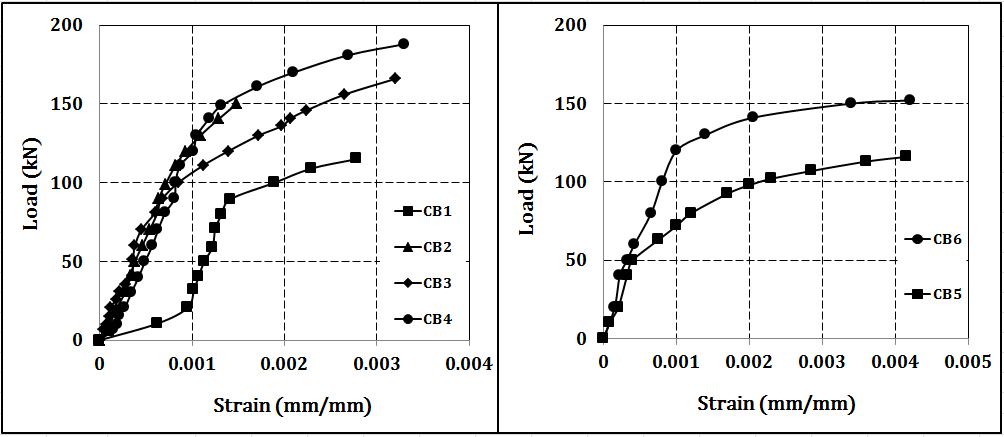 200
150
100
50
0
Load (kN)
CB1
CB2
CB3
CB4
0 0.001 0.002 0.003 0.004
Strain (mm/mm)
200
150
100
50
0
Load (kN)
CB6
CB5
0 0.001 0.002 0.003 0.004 0.005
Strain (mm/mm)